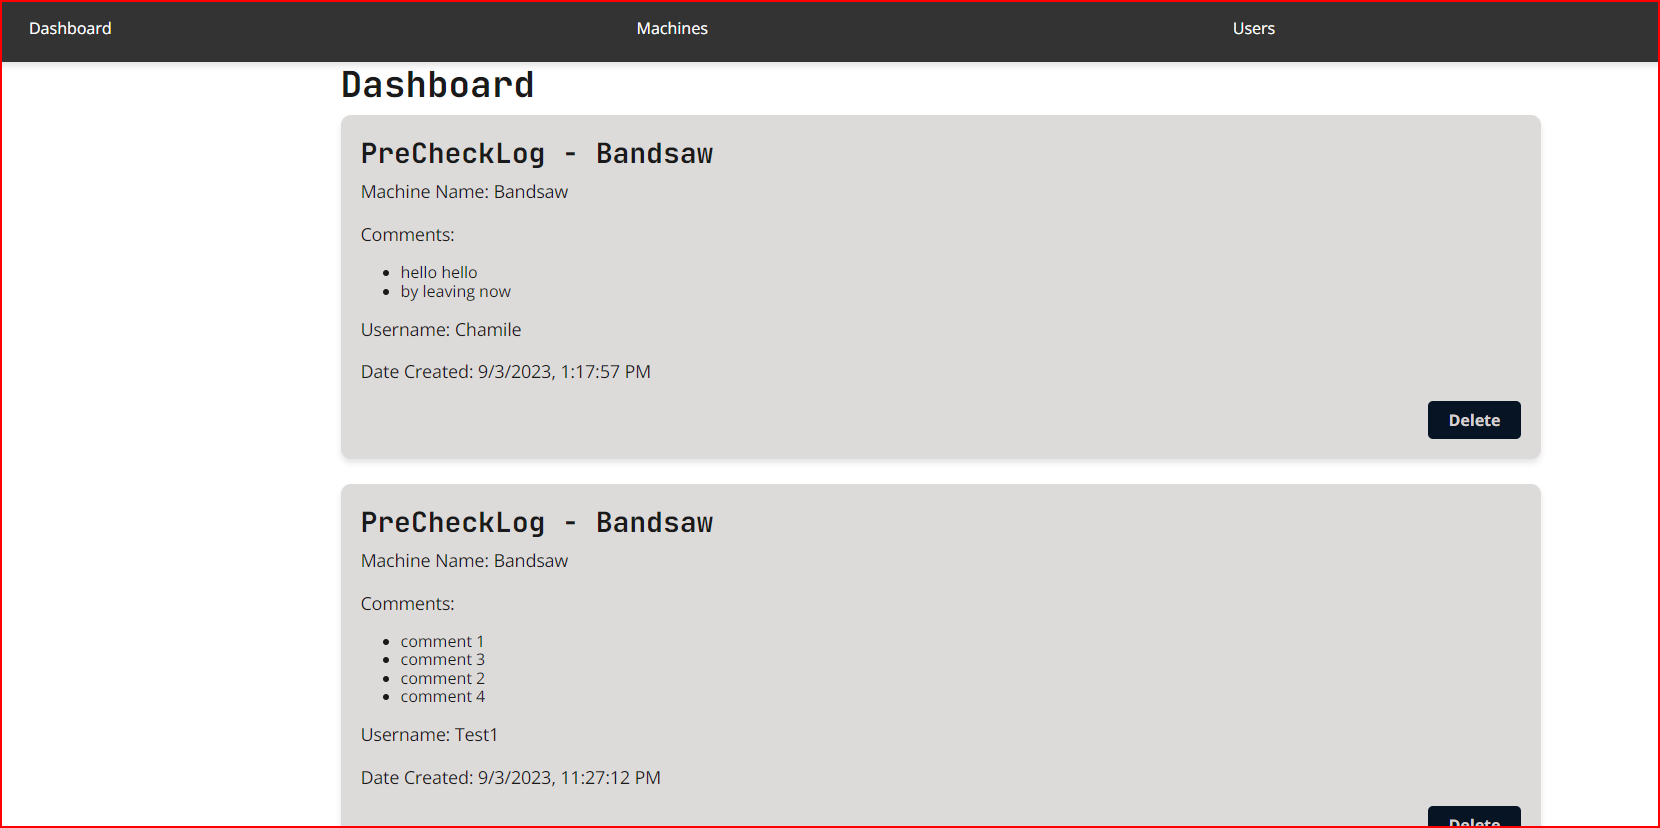 Dashboard Machines Users
Dashboard
PreCheckLog - Bandsaw
Machine Name: Bandsaw
Comments:
hello hello
by leaving now
Username: Chamile
Date Created: 9/3/2023, 1:17:57 PM
Delete
PreCheckLog - Bandsaw
Machine Name: Bandsaw
Comments:
comment 1
comment 3
comment 2
comment 4
Username: Test1
Date Created: 9/3/2023, 11:27:12 PM
Delete